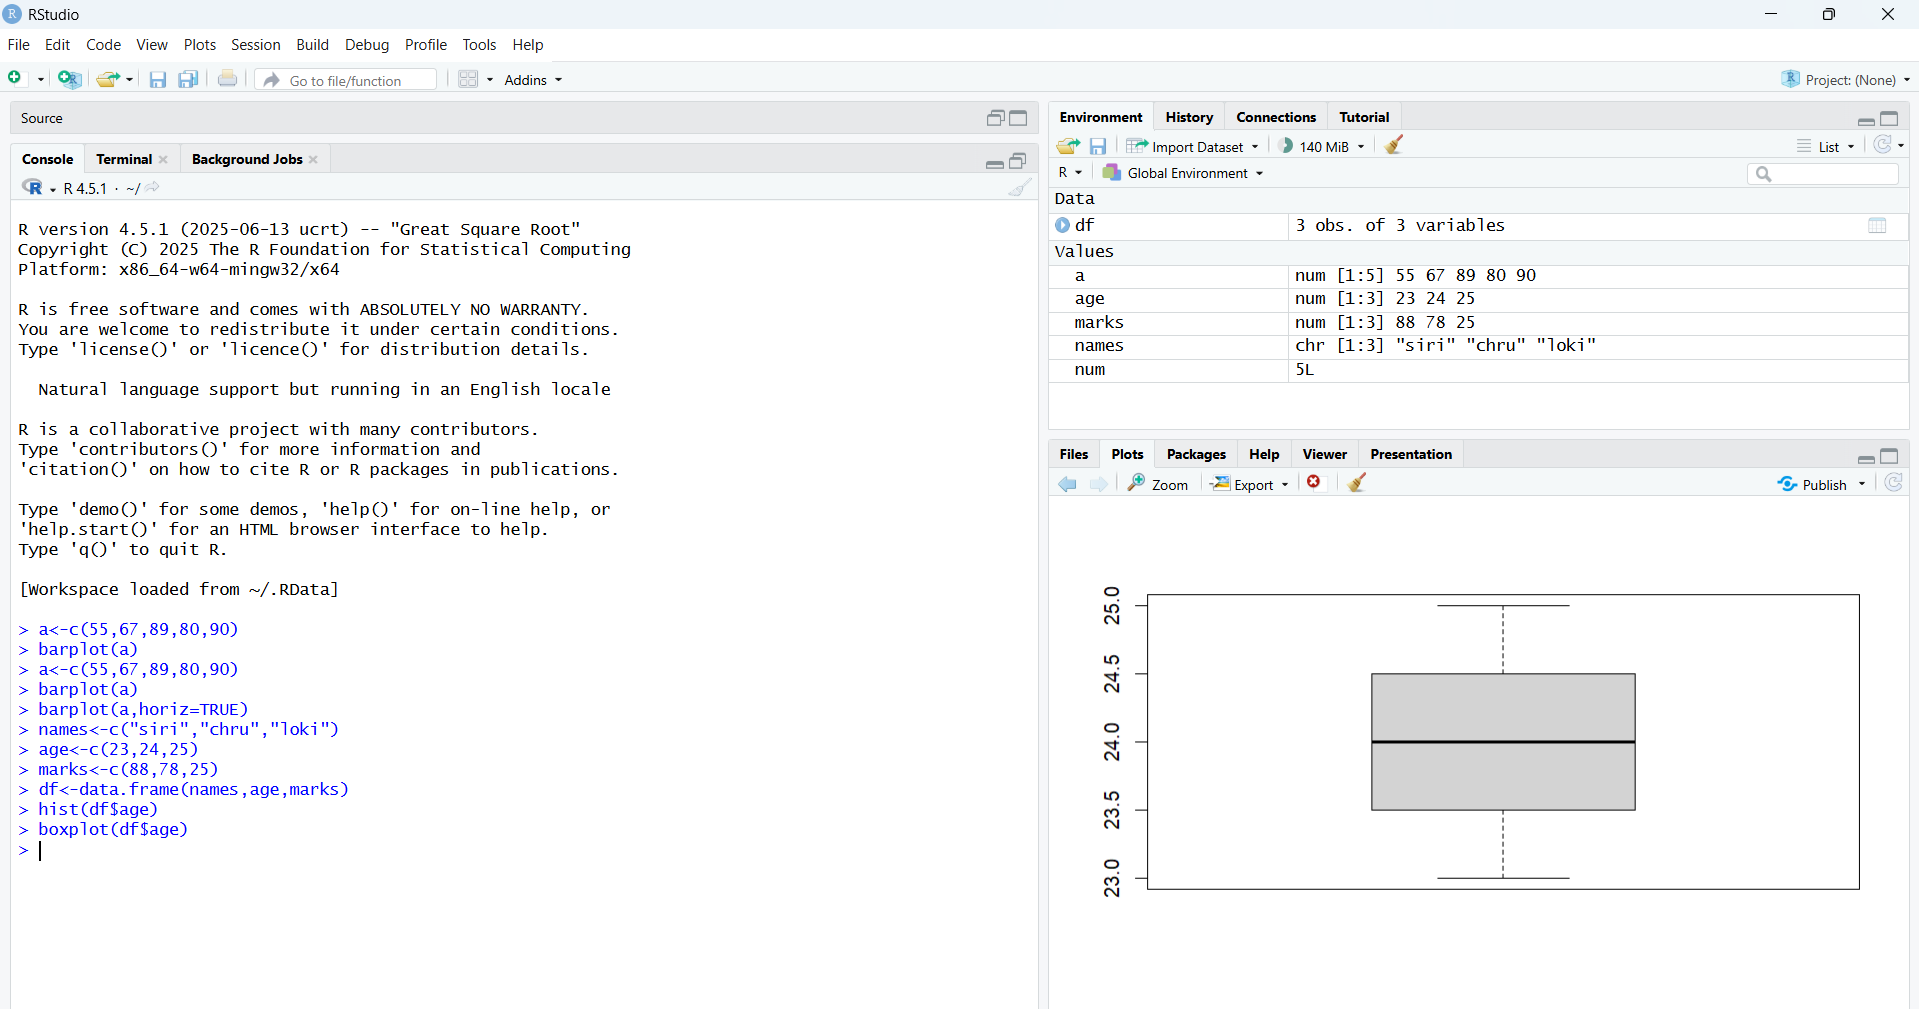 RStudio
File Edit Code View Plots Session Build Debug Profile Tools Help
Go to file/function Addins Project: (None)
Source
Console Terminal Background Jobs
R 4.5.1 · ~/
R version 4.5.1 (2025-06-13 ucrt) -- "Great Square Root"
Copyright (C) 2025 The R Foundation for Statistical Computing
Platform: x86_64-w64-mingw32/x64
R is free software and comes with ABSOLUTELY NO WARRANTY.
You are welcome to redistribute it under certain conditions.
Type 'license()' or 'licence()' for distribution details.
Natural language support but running in an English locale
R is a collaborative project with many contributors.
Type 'contributors()' for more information and
'citation()' on how to cite R or R packages in publications.
Type 'demo()' for some demos, 'help()' for on-line help, or
'help.start()' for an HTML browser interface to help.
Type 'q()' to quit R.
[Workspace loaded from ~/.RData]
> a<-c(55,67,89,80,90)
> barplot(a)
> a<-c(55,67,89,80,90)
> barplot(a)
> barplot(a,horiz=TRUE)
> names<-c("siri","chru","loki")
> age<-c(23,24,25)
> marks<-c(88,78,25)
> df<-data.frame(names,age,marks)
> hist(df$age)
> boxplot(df$age)
>
Environment History Connections Tutorial
Import Dataset 140 MiB List
R Global Environment
Data
df 3 obs. of 3 variables
Values
a num [1:5] 55 67 89 80 90
age num [1:3] 23 24 25
marks num [1:3] 88 78 25
names chr [1:3] "siri" "chru" "loki"
num 5L
Files Plots Packages Help Viewer Presentation
Zoom Export Publish
25.0
24.5
24.0
23.5
23.0